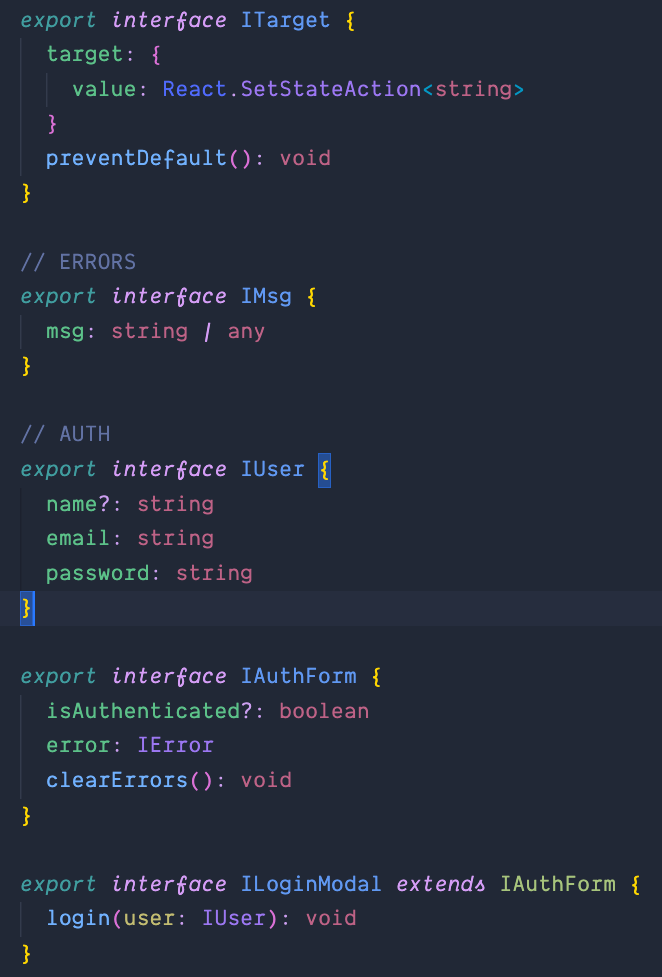 export interface ITarget {
  target: {
    value: React.SetStateAction<string>
  }
  preventDefault(): void
}

// ERRORS
export interface IMsg {
  msg: string | any
}

// AUTH
export interface IUser {
  name?: string
  email: string
  password: string
}

export interface IAuthForm {
  isAuthenticated?: boolean
  error: IError
  clearErrors(): void
}

export interface ILoginModal extends IAuthForm {
  login(user: IUser): void
}